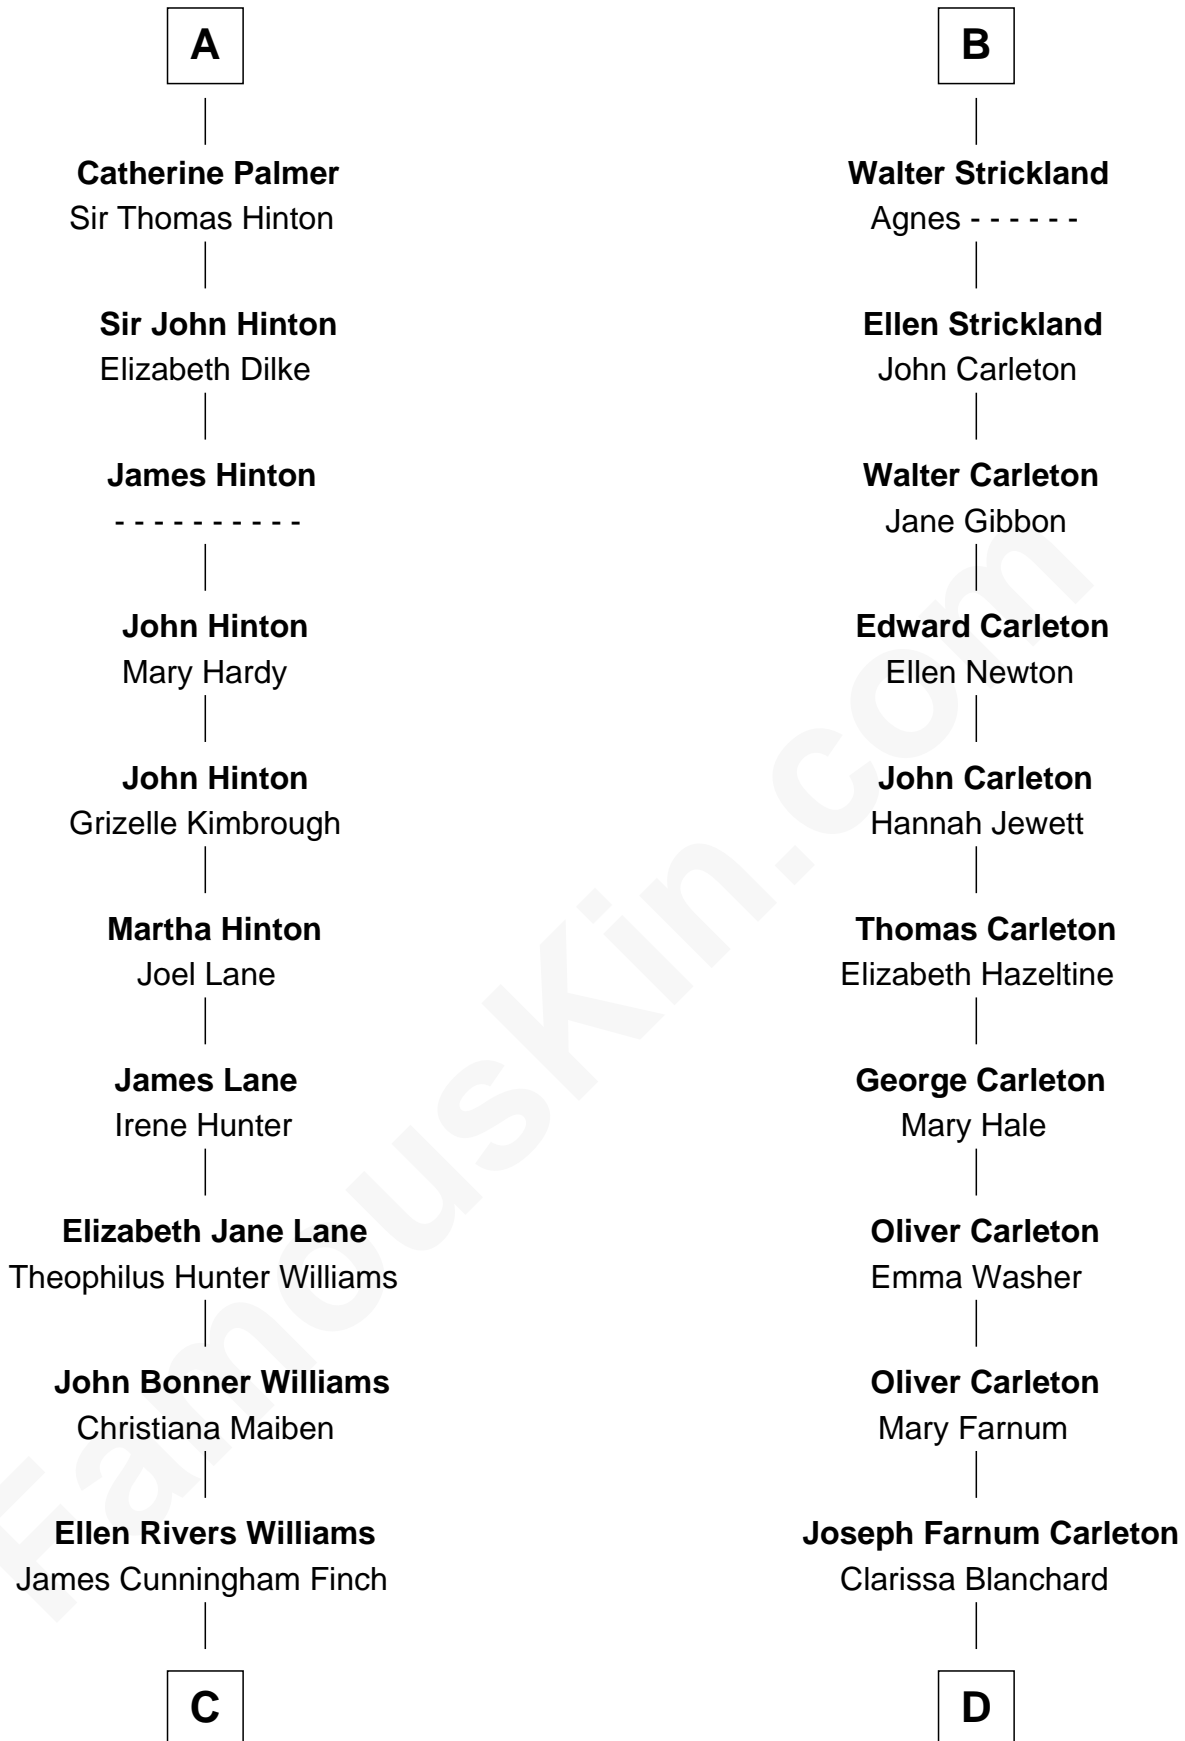 A
Catherine Palmer
Sir Thomas Hinton
Sir John Hinton
Elizabeth Dilke
James Hinton
- - - - - - - - - -
John Hinton
Mary Hardy
John Hinton
Grizelle Kimbrough
Martha Hinton
Joel Lane
James Lane
Irene Hunter
Elizabeth Jane Lane
Theophilus Hunter Williams
John Bonner Williams
Christiana Maiben
Ellen Rivers Williams
James Cunningham Finch
C
B
Walter Strickland
Agnes - - - - - -
Ellen Strickland
John Carleton
Walter Carleton
Jane Gibbon
Edward Carleton
Ellen Newton
John Carleton
Hannah Jewett
Thomas Carleton
Elizabeth Hazeltine
George Carleton
Mary Hale
Oliver Carleton
Emma Washer
Oliver Carleton
Mary Farnum
Joseph Farnum Carleton
Clarissa Blanchard
D
FamousKin.com